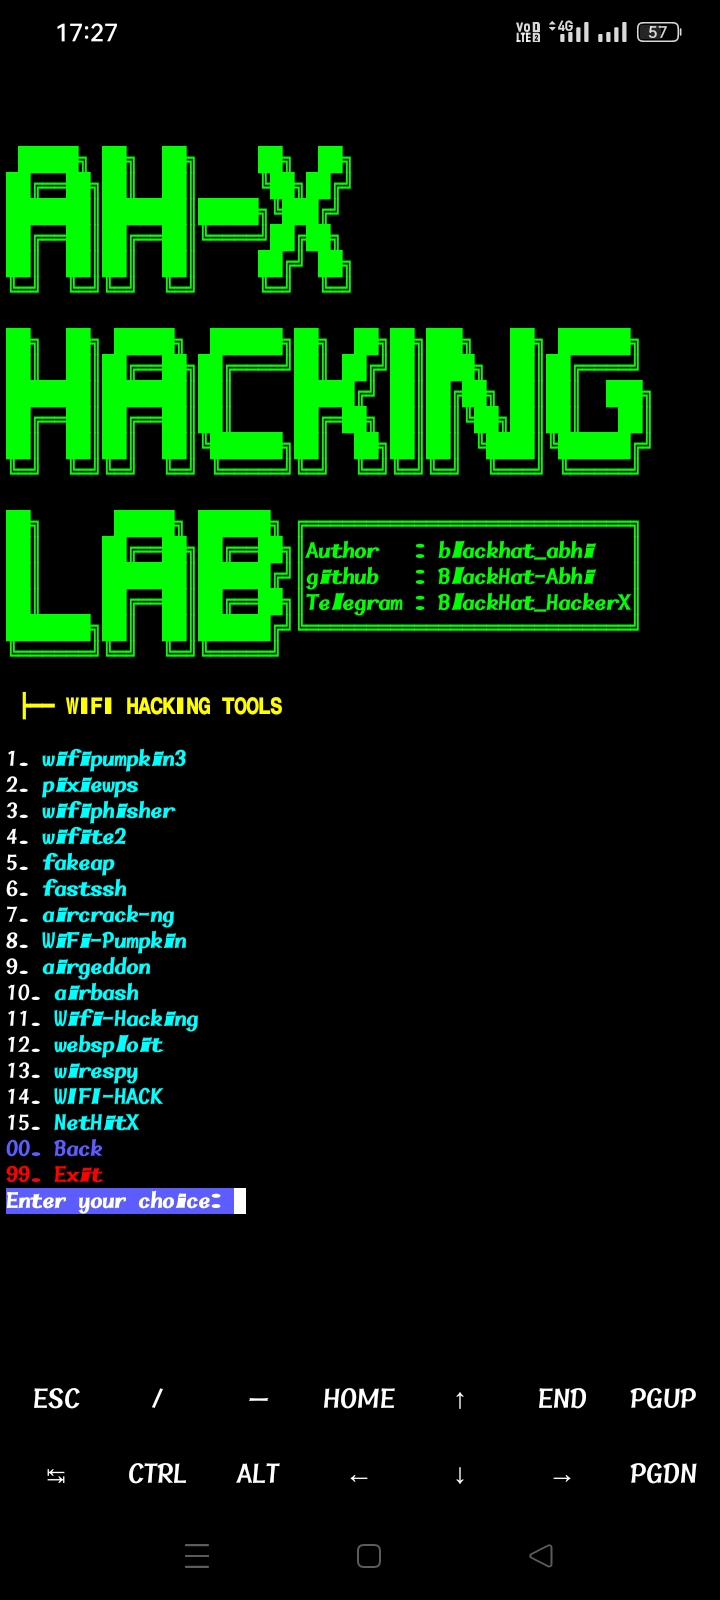 17:27 VoD LTE2 4G 57
AH-X
HACKING
LAB
Author : blackhat_abhi
github : BlackHat-Abhi
Telegram : BlackHat_HackerX
├── WIFI HACKING TOOLS
1. wifipumpkin3
2. pixiewps
3. wifiphisher
4. wifite2
5. fakeap
6. fastssh
7. aircrack-ng
8. WiFi-Pumpkin
9. airgeddon
10. airbash
11. Wifi-Hacking
12. websploit
13. wirespy
14. WIFI-HACK
15. NetHitX
00. Back
99. Exit
Enter your choice:
ESC / — HOME ↑ END PGUP
↹ CTRL ALT ← ↓ → PGDN